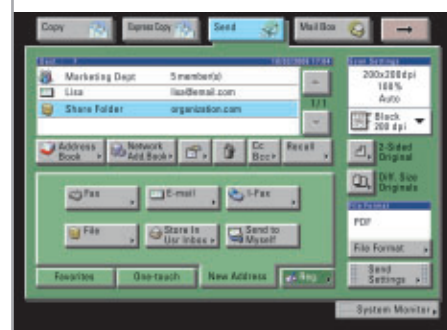 Copy Express Copy Send Mail Box
200x200dpi
100%
Auto
Marketing Dept 5 member(s)
Lisa lisa@email.com
Share Folder organization.com
1/1
Black
200 dpi
Address
Book
Network
Add.Book
Cc
Bcc
Recall
2-Sided
Original
Diff. Size
Originals
File Format
PDF
File Format
Fax E-mail I-Fax
File Store In
Usr Inbox Send to
Myself
Favorites One-touch New Address Reg.
Send
Settings
System Monitor